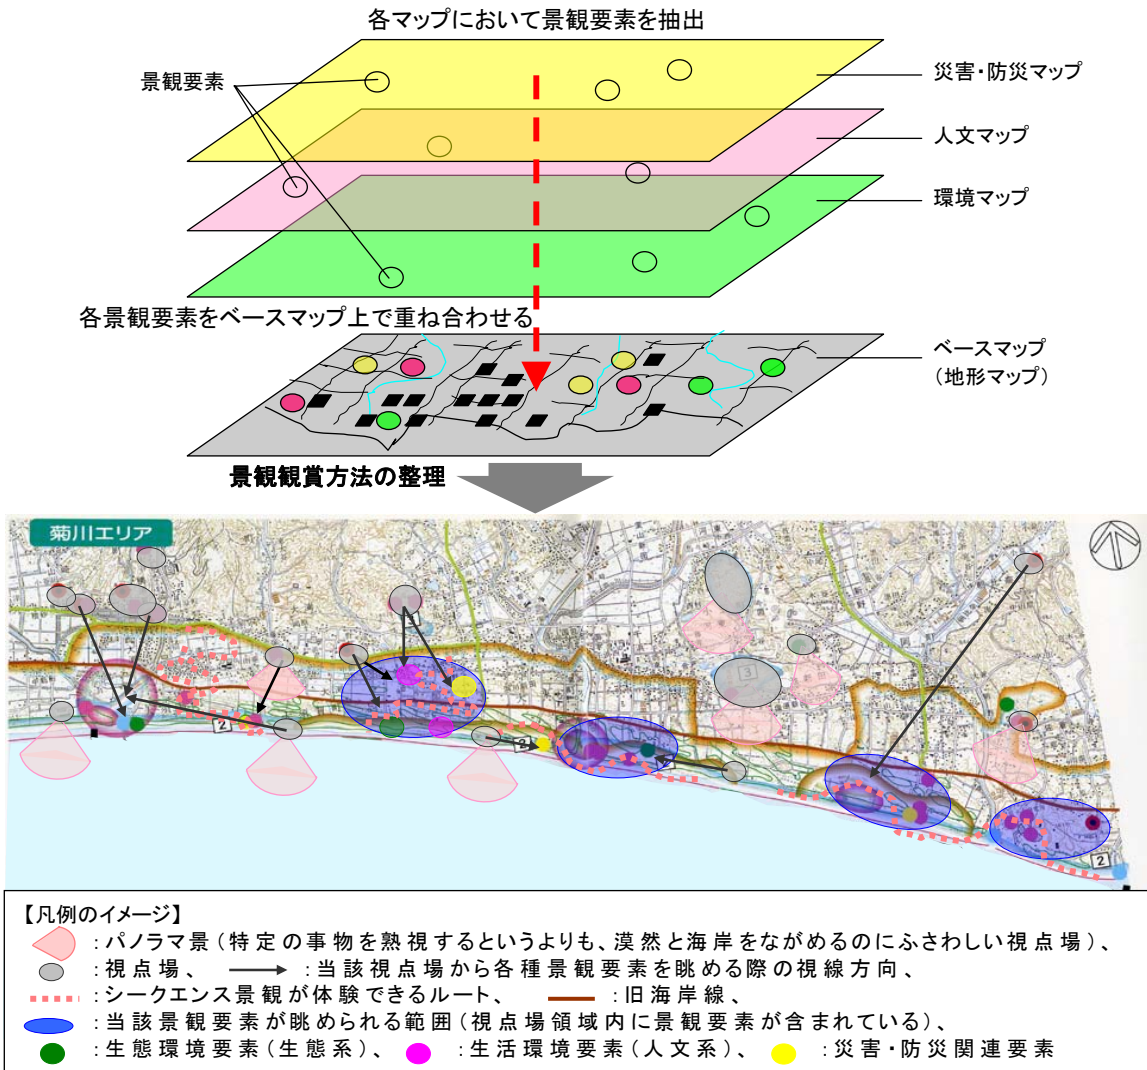 各マップにおいて景観要素を抽出
景観要素
災害・防災マップ
人文マップ
環境マップ
各景観要素をベースマップ上で重ね合わせる
ベースマップ
（地形マップ）
景観観賞方法の整理
菊川エリア
3
2
2
2
【凡例のイメージ】
：パノラマ景（特定の事物を熟視するというよりも、漠然と海岸をながめるのにふさわしい視点場）、
：視点場、 ：当該視点場から各種景観要素を眺める際の視線方向、
：シークエンス景観が体験できるルート、 ：旧海岸線、
：当該景観要素が眺められる範囲（視点場領域内に景観要素が含まれている）、
：生態環境要素（生態系）、 ：生活環境要素（人文系）、 ：災害・防災関連要素